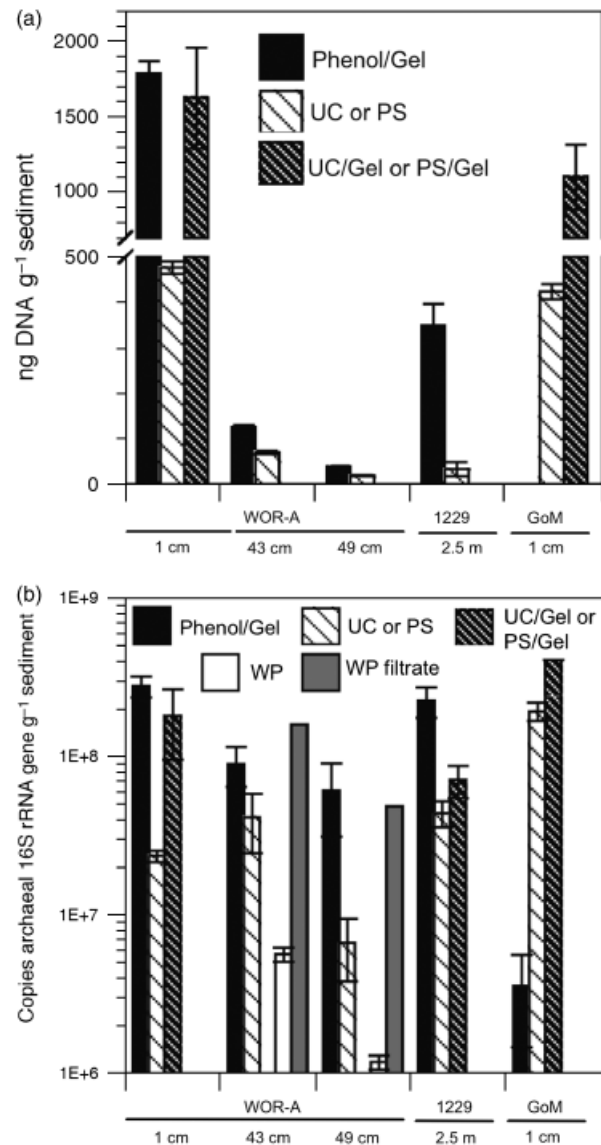 (a)
2000
1500
1000
500
0
ng DNA g⁻¹ sediment
Phenol/Gel
UC or PS
UC/Gel or PS/Gel
WOR-A
1229
GoM
1 cm
43 cm
49 cm
2.5 m
1 cm
(b)
1E+9
1E+8
1E+7
1E+6
Copies archaeal 16S rRNA gene g⁻¹ sediment
Phenol/Gel
UC or PS
UC/Gel or
PS/Gel
WP
WP filtrate
WOR-A
1229
GoM
1 cm
43 cm
49 cm
2.5 m
1 cm